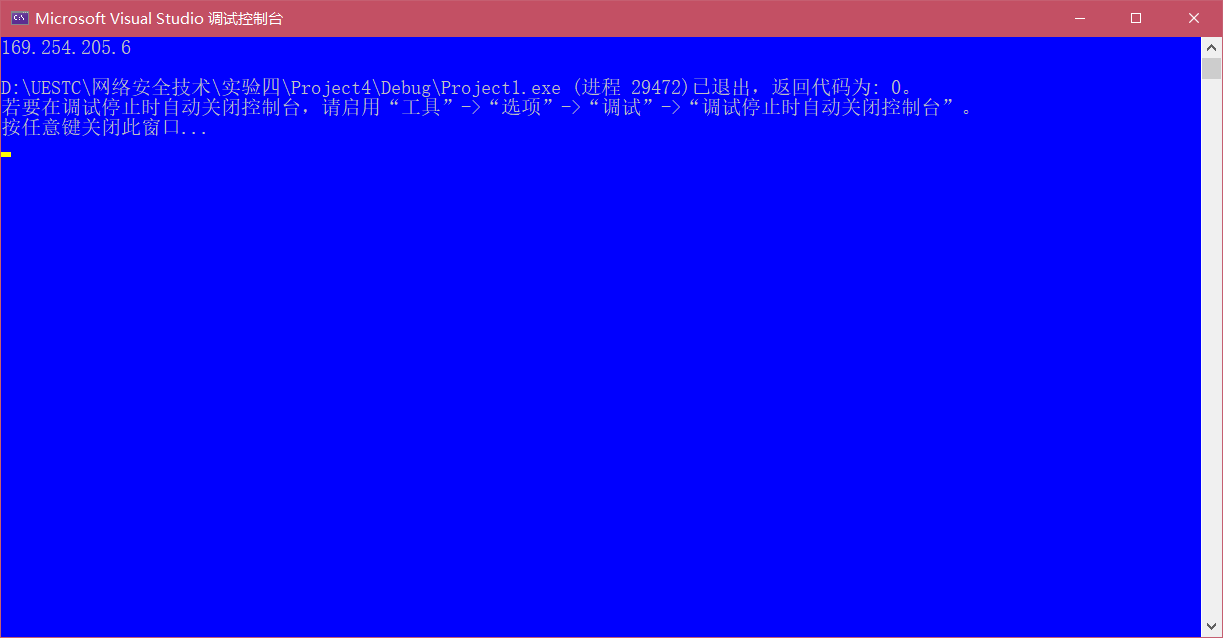 Microsoft Visual Studio 调试控制台
169.254.205.6
D:\UESTC\网络安全技术\实验四\Project4\Debug\Project1.exe (进程 29472)已退出，返回代码为: 0。
若要在调试停止时自动关闭控制台，请启用“工具”->“选项”->“调试”->“调试停止时自动关闭控制台”。
按任意键关闭此窗口...